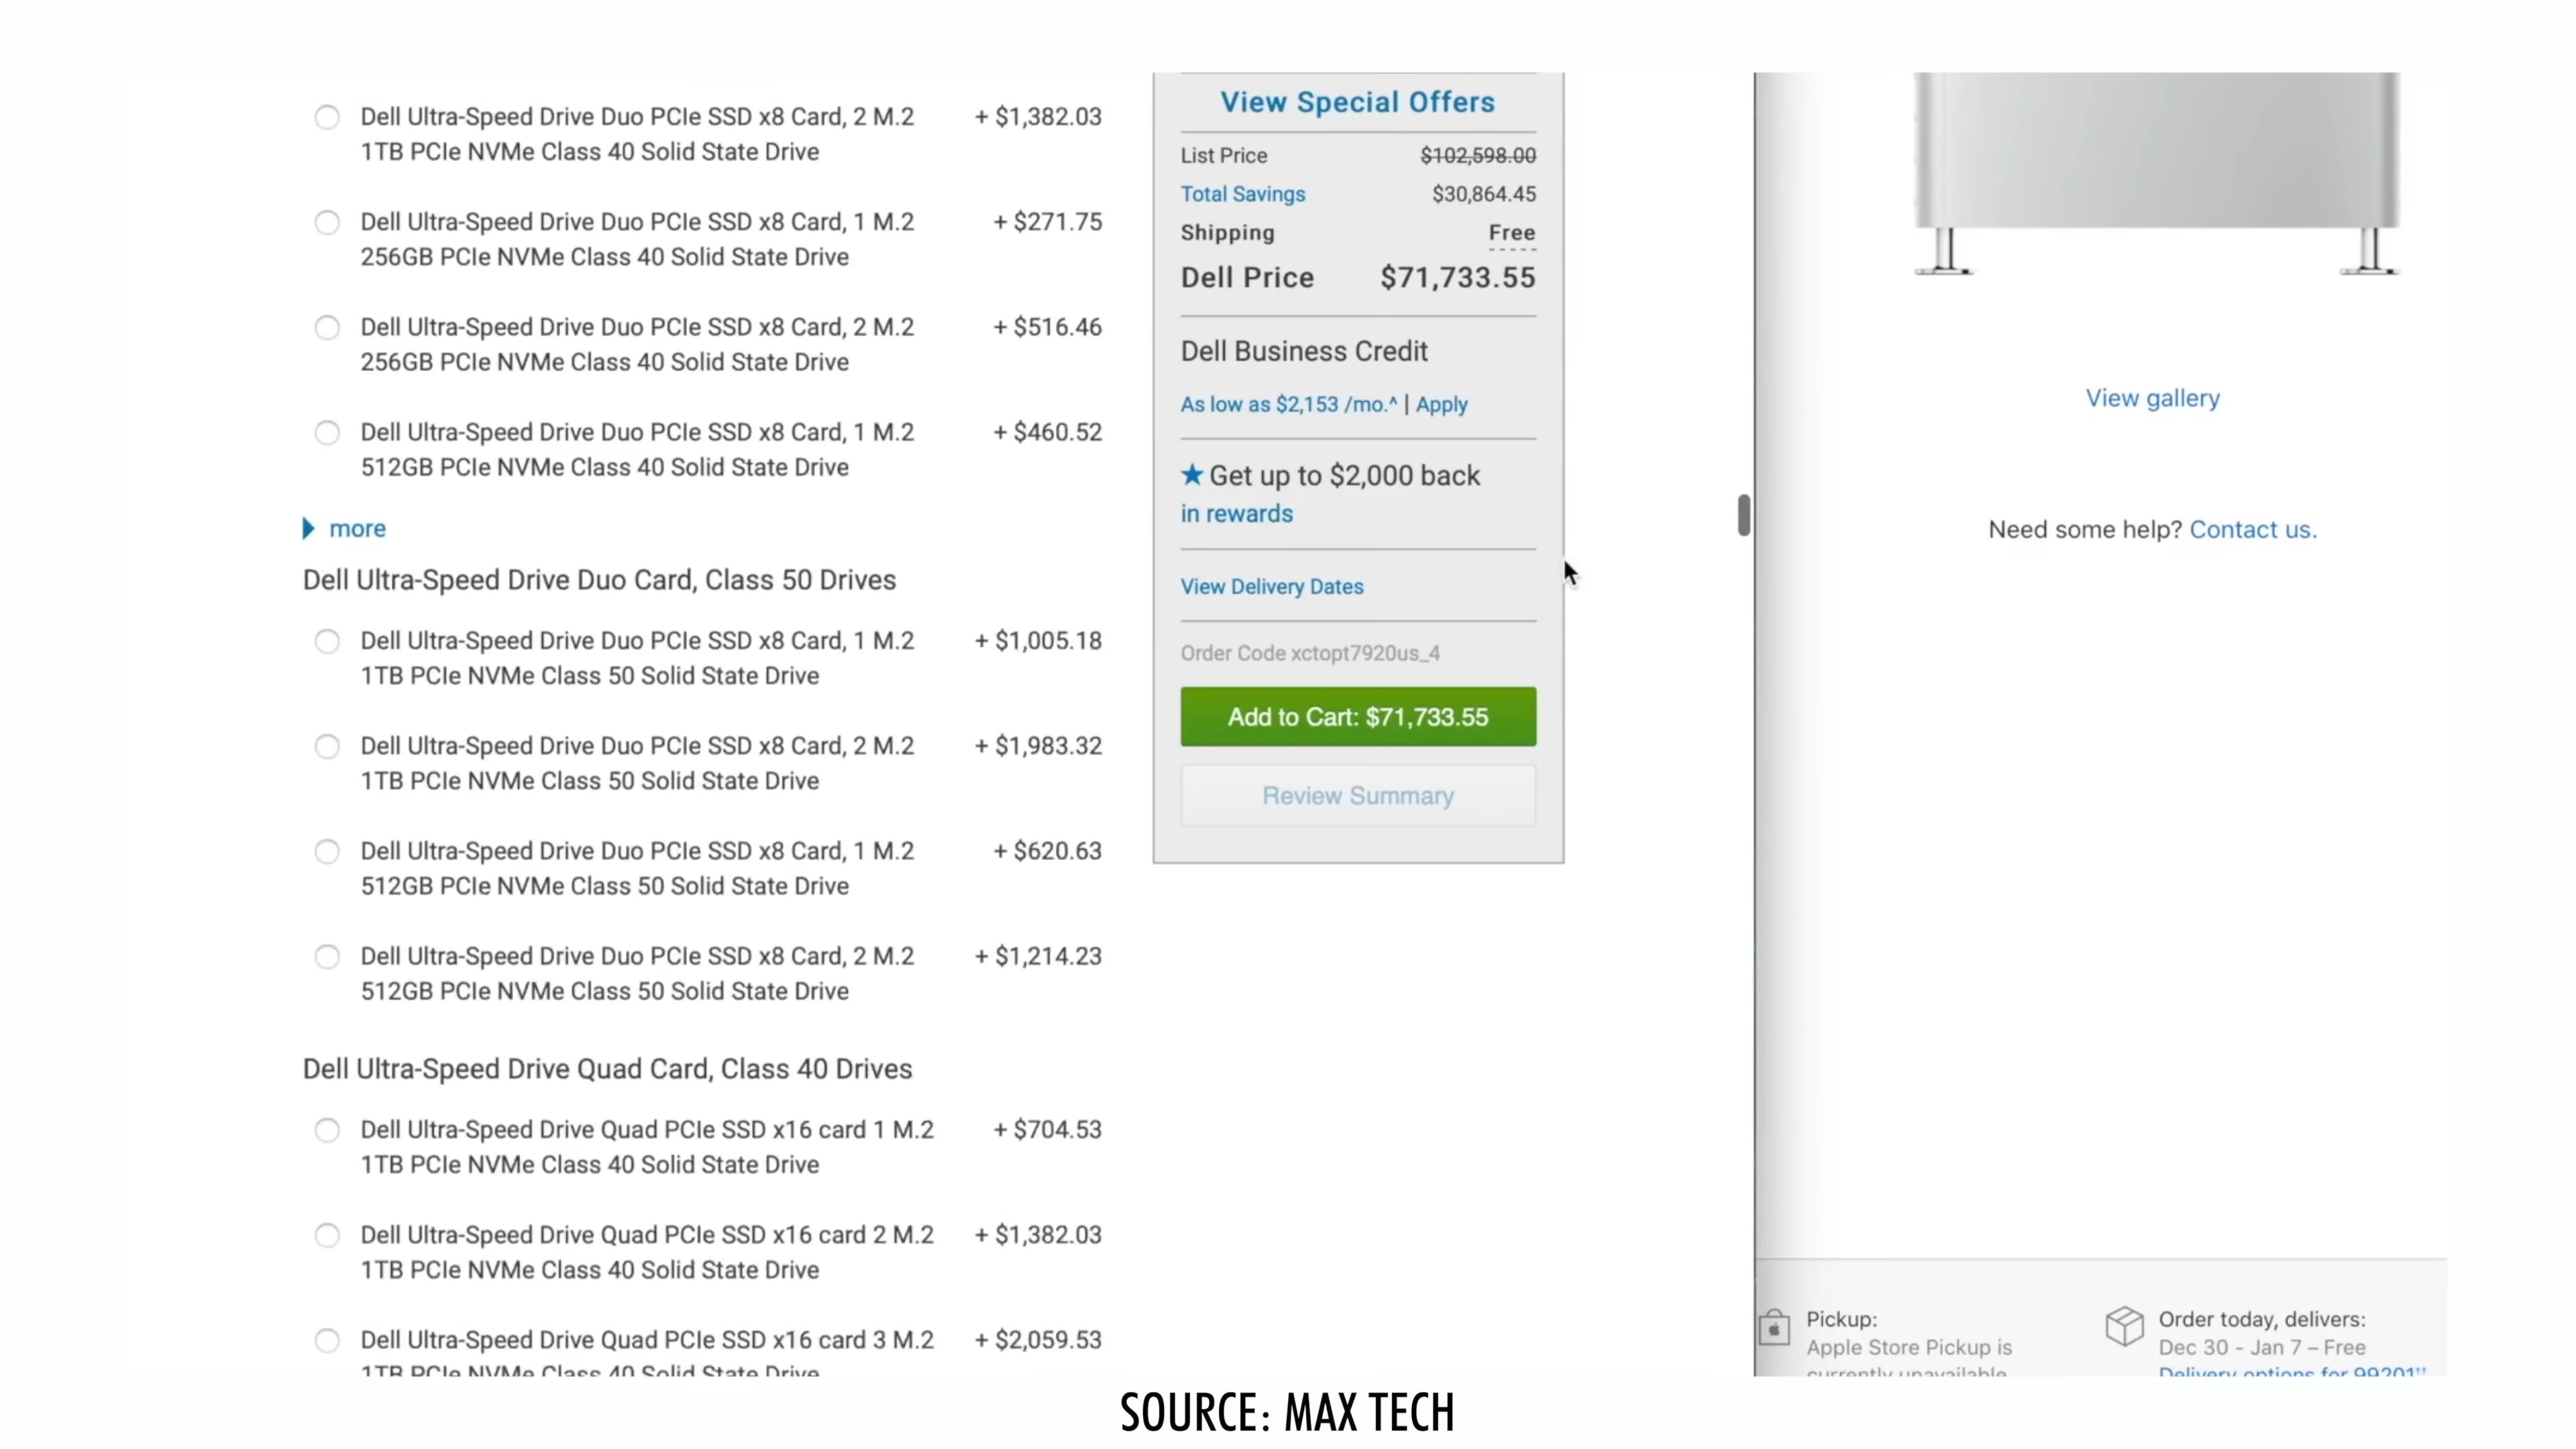 Dell Ultra-Speed Drive Duo PCIe SSD x8 Card, 2 M.2 + $1,382.03
1TB PCIe NVMe Class 40 Solid State Drive
Dell Ultra-Speed Drive Duo PCIe SSD x8 Card, 1 M.2 + $271.75
256GB PCIe NVMe Class 40 Solid State Drive
Dell Ultra-Speed Drive Duo PCIe SSD x8 Card, 2 M.2 + $516.46
256GB PCIe NVMe Class 40 Solid State Drive
Dell Ultra-Speed Drive Duo PCIe SSD x8 Card, 1 M.2 + $460.52
512GB PCIe NVMe Class 40 Solid State Drive
more
Dell Ultra-Speed Drive Duo Card, Class 50 Drives
Dell Ultra-Speed Drive Duo PCIe SSD x8 Card, 1 M.2 + $1,005.18
1TB PCIe NVMe Class 50 Solid State Drive
Dell Ultra-Speed Drive Duo PCIe SSD x8 Card, 2 M.2 + $1,983.32
1TB PCIe NVMe Class 50 Solid State Drive
Dell Ultra-Speed Drive Duo PCIe SSD x8 Card, 1 M.2 + $620.63
512GB PCIe NVMe Class 50 Solid State Drive
Dell Ultra-Speed Drive Duo PCIe SSD x8 Card, 2 M.2 + $1,214.23
512GB PCIe NVMe Class 50 Solid State Drive
Dell Ultra-Speed Drive Quad Card, Class 40 Drives
Dell Ultra-Speed Drive Quad PCIe SSD x16 card 1 M.2 + $704.53
1TB PCIe NVMe Class 40 Solid State Drive
Dell Ultra-Speed Drive Quad PCIe SSD x16 card 2 M.2 + $1,382.03
1TB PCIe NVMe Class 40 Solid State Drive
Dell Ultra-Speed Drive Quad PCIe SSD x16 card 3 M.2 + $2,059.53
1TB PCIe NVMe Class 40 Solid State Drive
View Special Offers
List Price $102,598.00
Total Savings $30,864.45
Shipping Free
Dell Price $71,733.55
Dell Business Credit
As low as $2,153 /mo.^ | Apply
★ Get up to $2,000 back
in rewards
View Delivery Dates
Order Code xctopt7920us_4
Add to Cart: $71,733.55
Review Summary
View gallery
Need some help? Contact us.
Pickup:
Apple Store Pickup is
currently unavailable
Order today, delivers:
Dec 30 - Jan 7 – Free
Delivery options for 99201††
SOURCE: MAX TECH